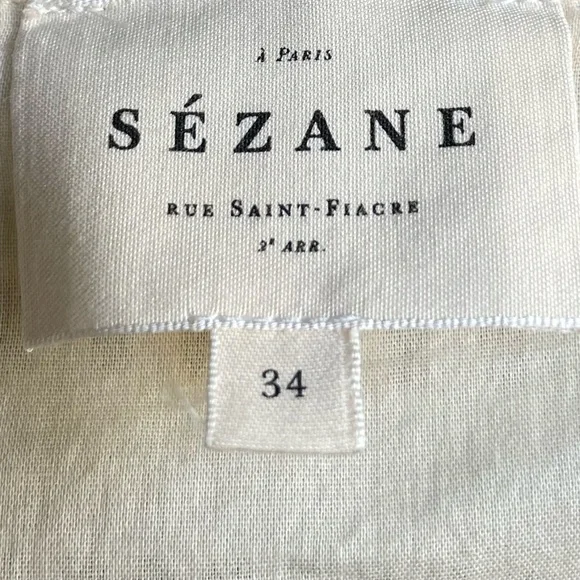 à Paris
SÉZANE
RUE SAINT-FIACRE
2ᵉ ARR.
34